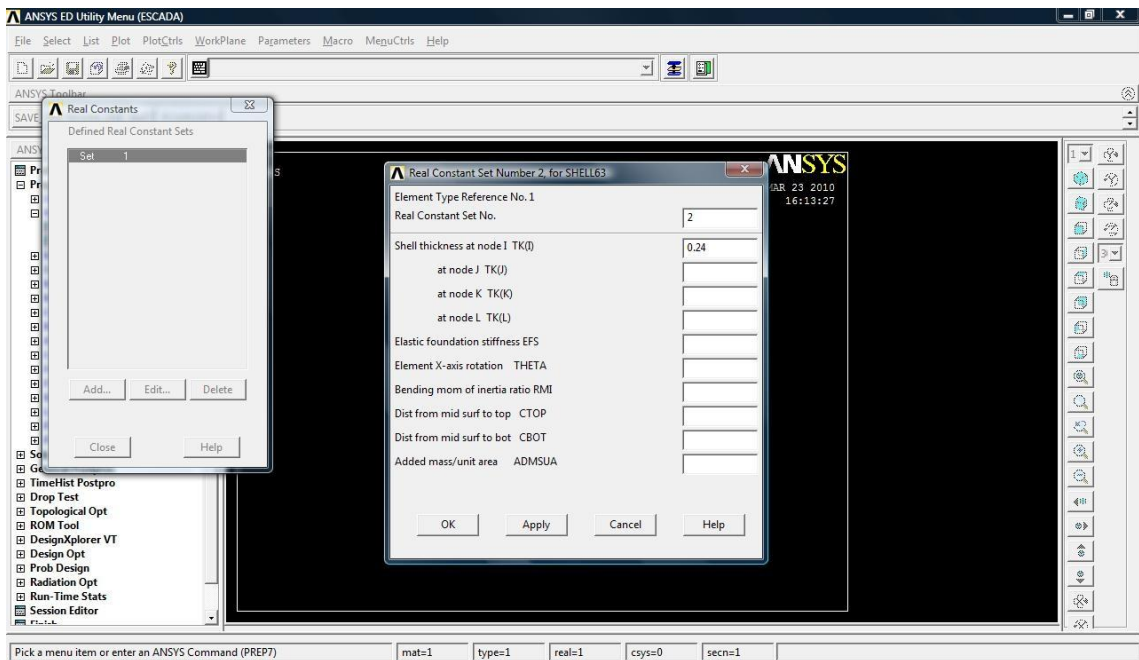 ANSYS ED Utility Menu (ESCADA)
File Select List Plot PlotCtrls WorkPlane Parameters Macro MenuCtrls Help
ANSYS Toolbar
SAVE
Real Constants
Defined Real Constant Sets
Set 1
Add... Edit... Delete
Close Help
ANSYS
MAR 23 2010
16:13:27
Real Constant Set Number 2, for SHELL63
Element Type Reference No. 1
Real Constant Set No. 2
Shell thickness at node I TK(I) 0.24
at node J TK(J)
at node K TK(K)
at node L TK(L)
Elastic foundation stiffness EFS
Element X-axis rotation THETA
Bending mom of inertia ratio RMI
Dist from mid surf to top CTOP
Dist from mid surf to bot CBOT
Added mass/unit area ADMSUA
OK Apply Cancel Help
1
3
TimeHist Postpro
Drop Test
Topological Opt
ROM Tool
DesignXplorer VT
Design Opt
Prob Design
Radiation Opt
Run-Time Stats
Session Editor
Pick a menu item or enter an ANSYS Command (PREP7) mat=1 type=1 real=1 csys=0 secn=1